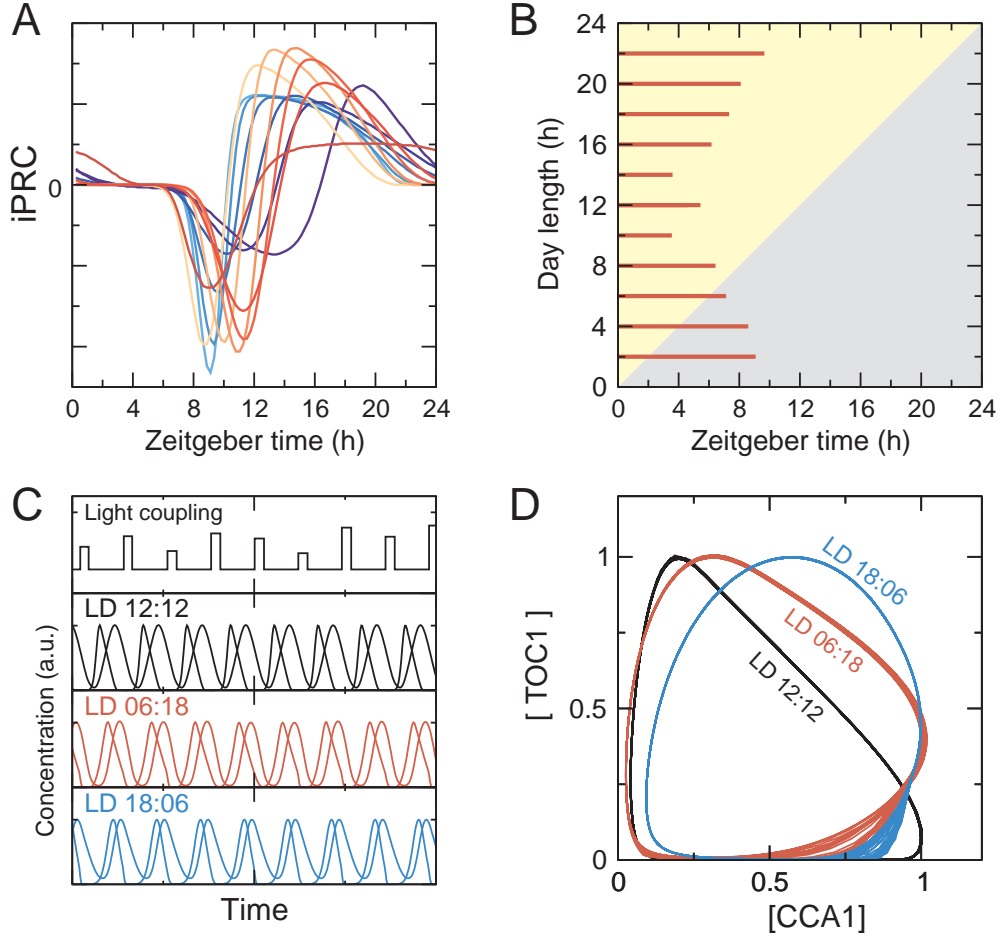 A
iPRC
0
0 4 8 12 16 20 24
Zeitgeber time (h)
B
Day length (h)
24
20
16
12
8
4
0
0 4 8 12 16 20 24
Zeitgeber time (h)
C
Light coupling
LD 12:12
LD 06:18
LD 18:06
Concentration (a.u.)
Time
D
[ TOC1 ]
1
0.5
0
LD 18:06
LD 06:18
LD 12:12
0 0.5 1
[CCA1]